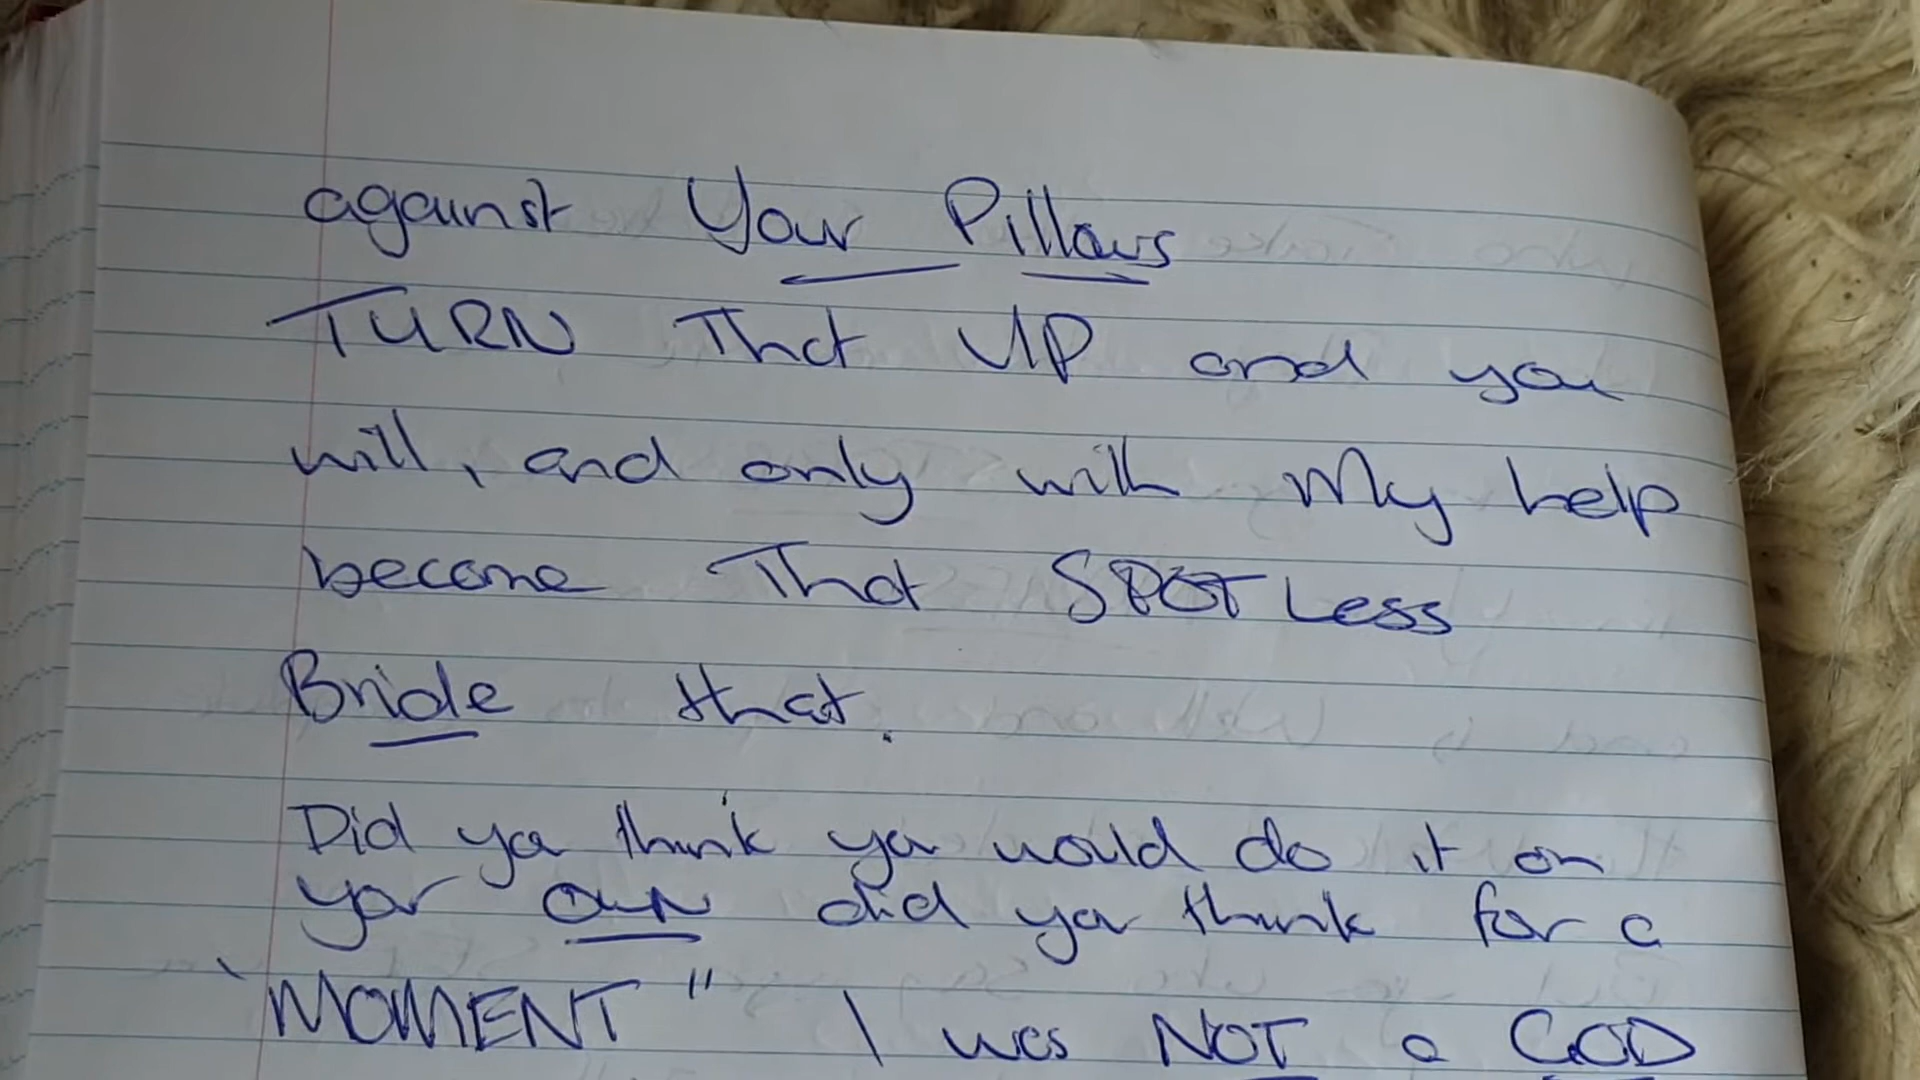 against Your Pillows
TURN That UP and you
will, and only with My help
become That SPOTLess
Bride that.
Did you think you would do it on
your OWN did you think for a
"MOMENT" I was NOT a GOD